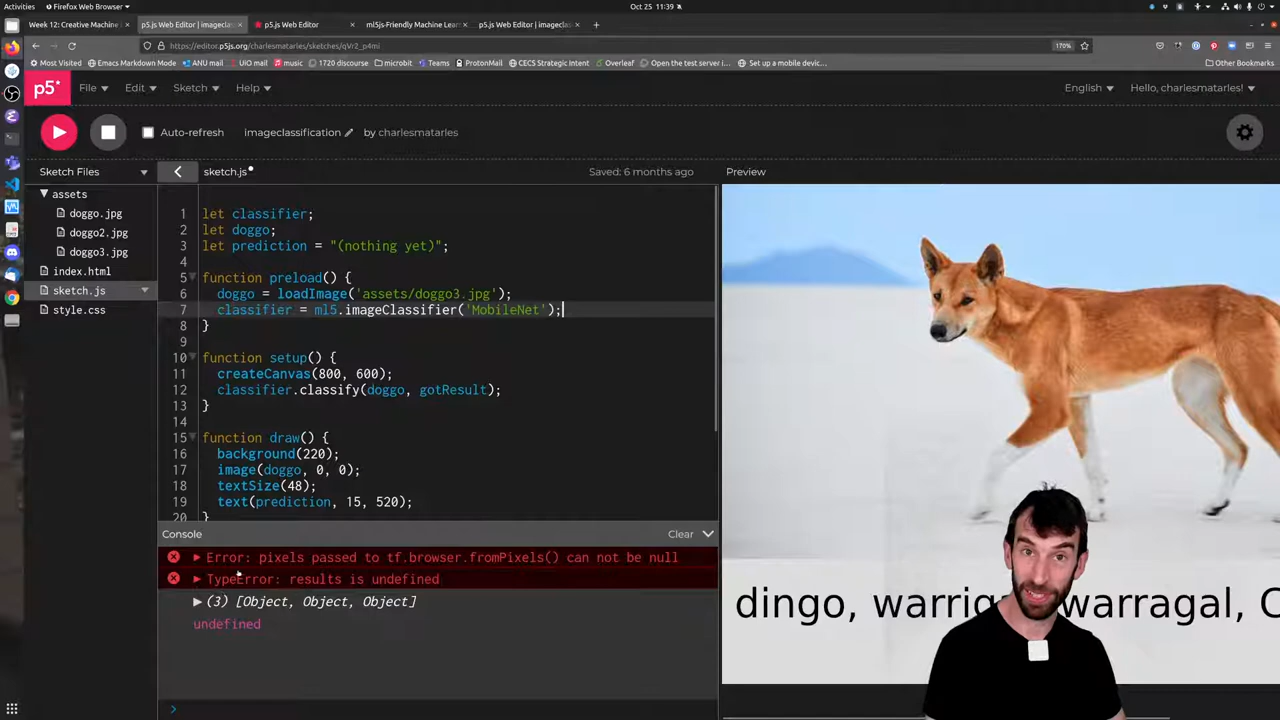 Activities
Firefox Web Browser
Oct 25 11:39
Week 12: Creative Machine
p5.js Web Editor | imagecla
p5.js Web Editor
ml5js·Friendly Machine Lear
p5.js Web Editor | imagecla
https://editor.p5js.org/charlesmatarles/sketches/qVr2_p4mi
170%
Most Visited
Emacs Markdown Mode
ANU mail
UiO mail
music
1720 discourse
microbit
Teams
ProtonMail
CECS Strategic Intent
Overleaf
Open the test server i...
Set up a mobile devic...
Other Bookmarks
p5*
File
Edit
Sketch
Help
English
Hello, charlesmatarles!
Auto-refresh
imageclassification
by charlesmatarles
Sketch Files
sketch.js
Saved: 6 months ago
Preview
assets
doggo.jpg
doggo2.jpg
doggo3.jpg
index.html
sketch.js
style.css
1 let classifier;
2 let doggo;
3 let prediction = "(nothing yet)";
4
5 function preload() {
6 doggo = loadImage('assets/doggo3.jpg');
7 classifier = ml5.imageClassifier('MobileNet');
8 }
9
10 function setup() {
11 createCanvas(800, 600);
12 classifier.classify(doggo, gotResult);
13 }
14
15 function draw() {
16 background(220);
17 image(doggo, 0, 0);
18 textSize(48);
19 text(prediction, 15, 520);
20 }
Console
Clear
Error: pixels passed to tf.browser.fromPixels() can not be null
TypeError: results is undefined
(3) [Object, Object, Object]
undefined
>
dingo, warrig warragal, C